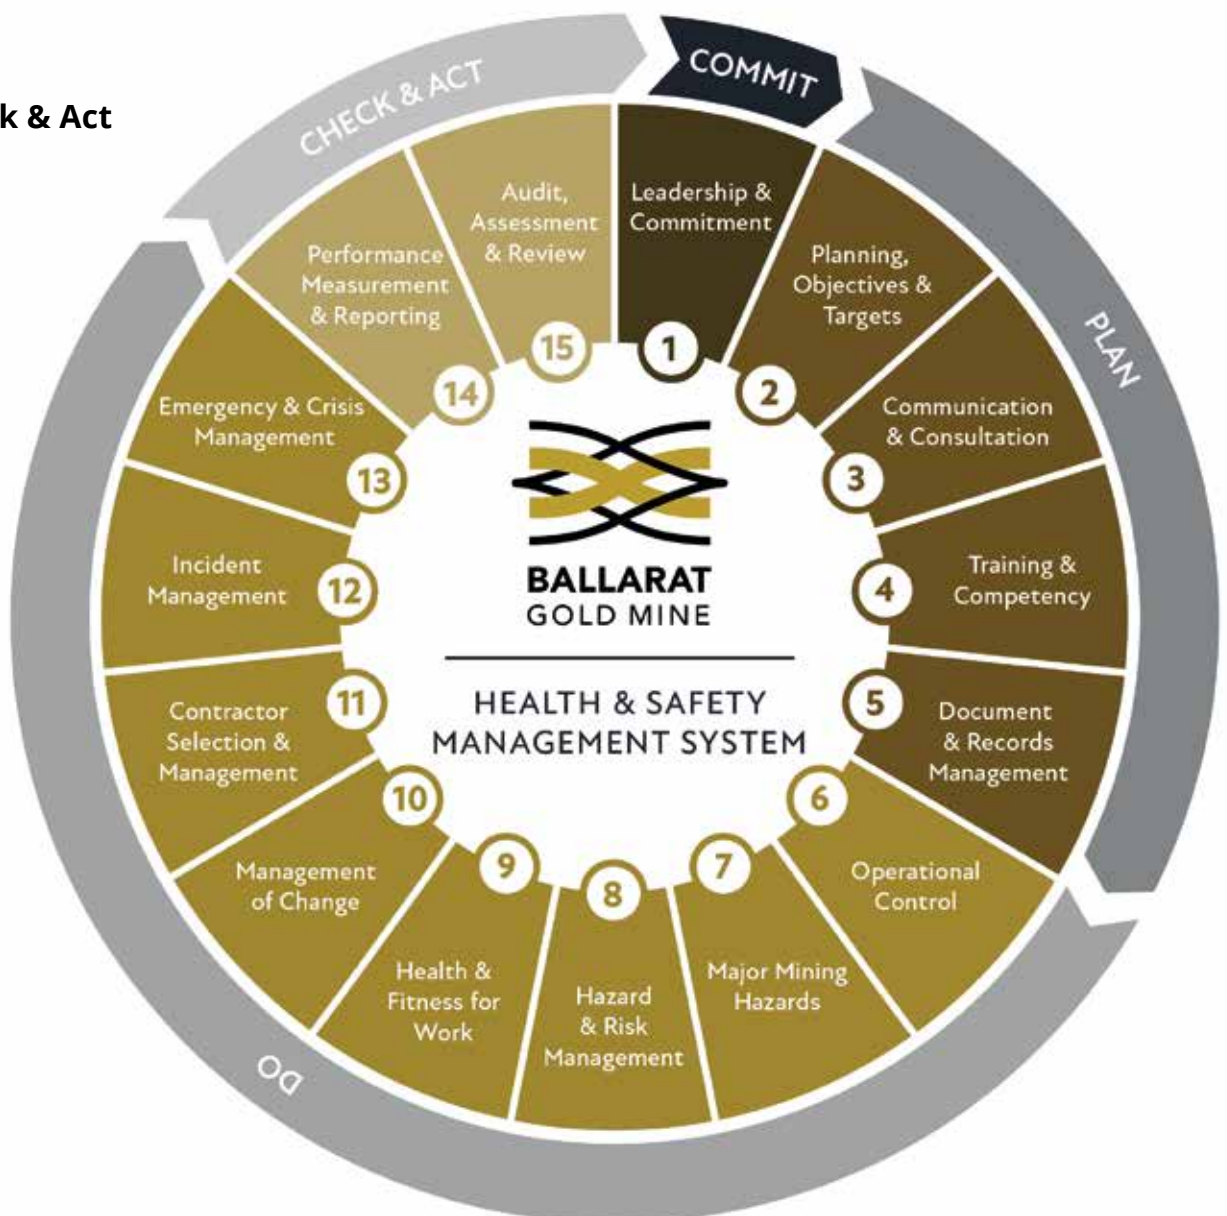 k & Act
CHECK & ACT
COMMIT
PLAN
DO
Leadership &
Commitment
1
Planning,
Objectives &
Targets
2
Communication
& Consultation
3
Training &
Competency
4
Document
& Records
Management
5
Operational
Control
6
Major Mining
Hazards
7
Hazard
& Risk
Management
8
Health &
Fitness for
Work
9
Management
of Change
10
Contractor
Selection &
Management
11
Incident
Management
12
Emergency & Crisis
Management
13
Performance
Measurement
& Reporting
14
Audit,
Assessment
& Review
15
BALLARAT
GOLD MINE
HEALTH & SAFETY
MANAGEMENT SYSTEM